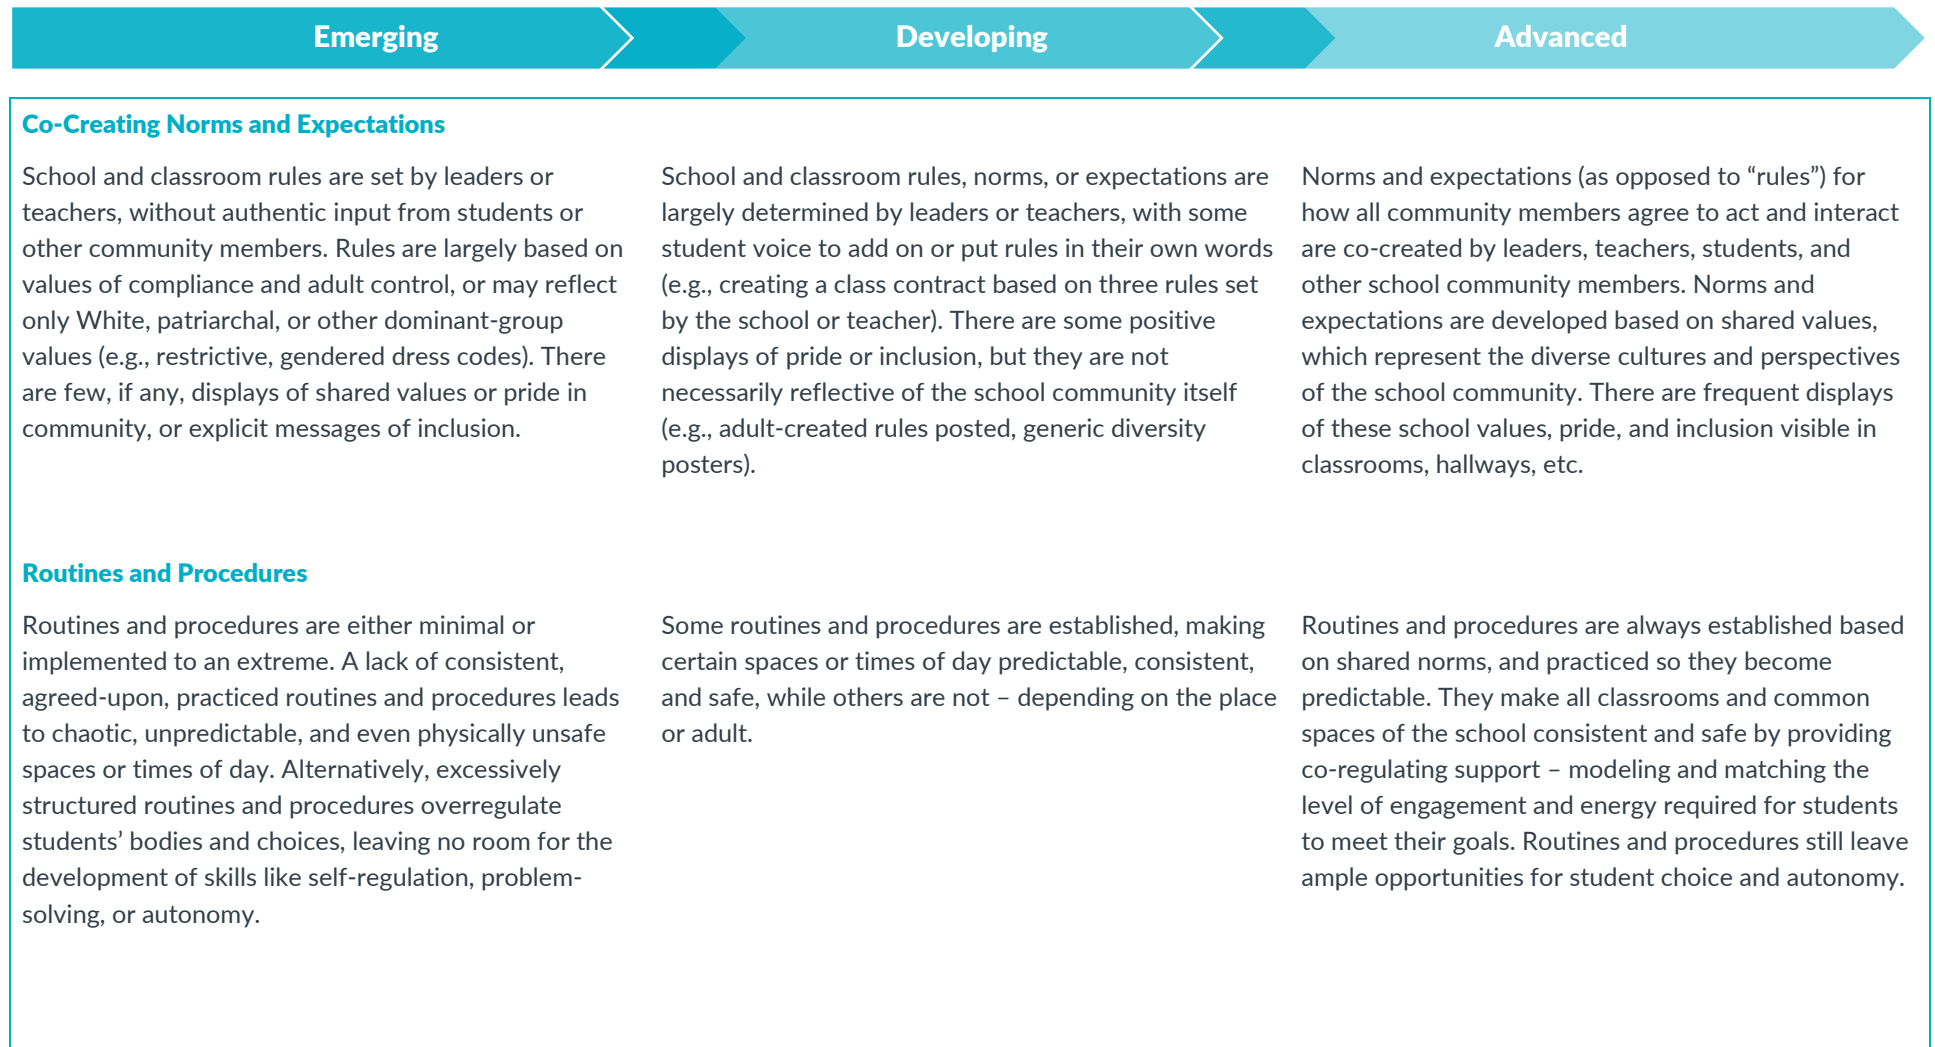 Emerging
Developing
Advanced
Co-Creating Norms and Expectations
School and classroom rules are set by leaders or
teachers, without authentic input from students or
other community members. Rules are largely based on
values of compliance and adult control, or may reflect
only White, patriarchal, or other dominant-group
values (e.g., restrictive, gendered dress codes). There
are few, if any, displays of shared values or pride in
community, or explicit messages of inclusion.
School and classroom rules, norms, or expectations are
largely determined by leaders or teachers, with some
student voice to add on or put rules in their own words
(e.g., creating a class contract based on three rules set
by the school or teacher). There are some positive
displays of pride or inclusion, but they are not
necessarily reflective of the school community itself
(e.g., adult-created rules posted, generic diversity
posters).
Norms and expectations (as opposed to “rules”) for
how all community members agree to act and interact
are co-created by leaders, teachers, students, and
other school community members. Norms and
expectations are developed based on shared values,
which represent the diverse cultures and perspectives
of the school community. There are frequent displays
of these school values, pride, and inclusion visible in
classrooms, hallways, etc.
Routines and Procedures
Routines and procedures are either minimal or
implemented to an extreme. A lack of consistent,
agreed-upon, practiced routines and procedures leads
to chaotic, unpredictable, and even physically unsafe
spaces or times of day. Alternatively, excessively
structured routines and procedures overregulate
students’ bodies and choices, leaving no room for the
development of skills like self-regulation, problem-
solving, or autonomy.
Some routines and procedures are established, making
certain spaces or times of day predictable, consistent,
and safe, while others are not – depending on the place
or adult.
Routines and procedures are always established based
on shared norms, and practiced so they become
predictable. They make all classrooms and common
spaces of the school consistent and safe by providing
co-regulating support – modeling and matching the
level of engagement and energy required for students
to meet their goals. Routines and procedures still leave
ample opportunities for student choice and autonomy.